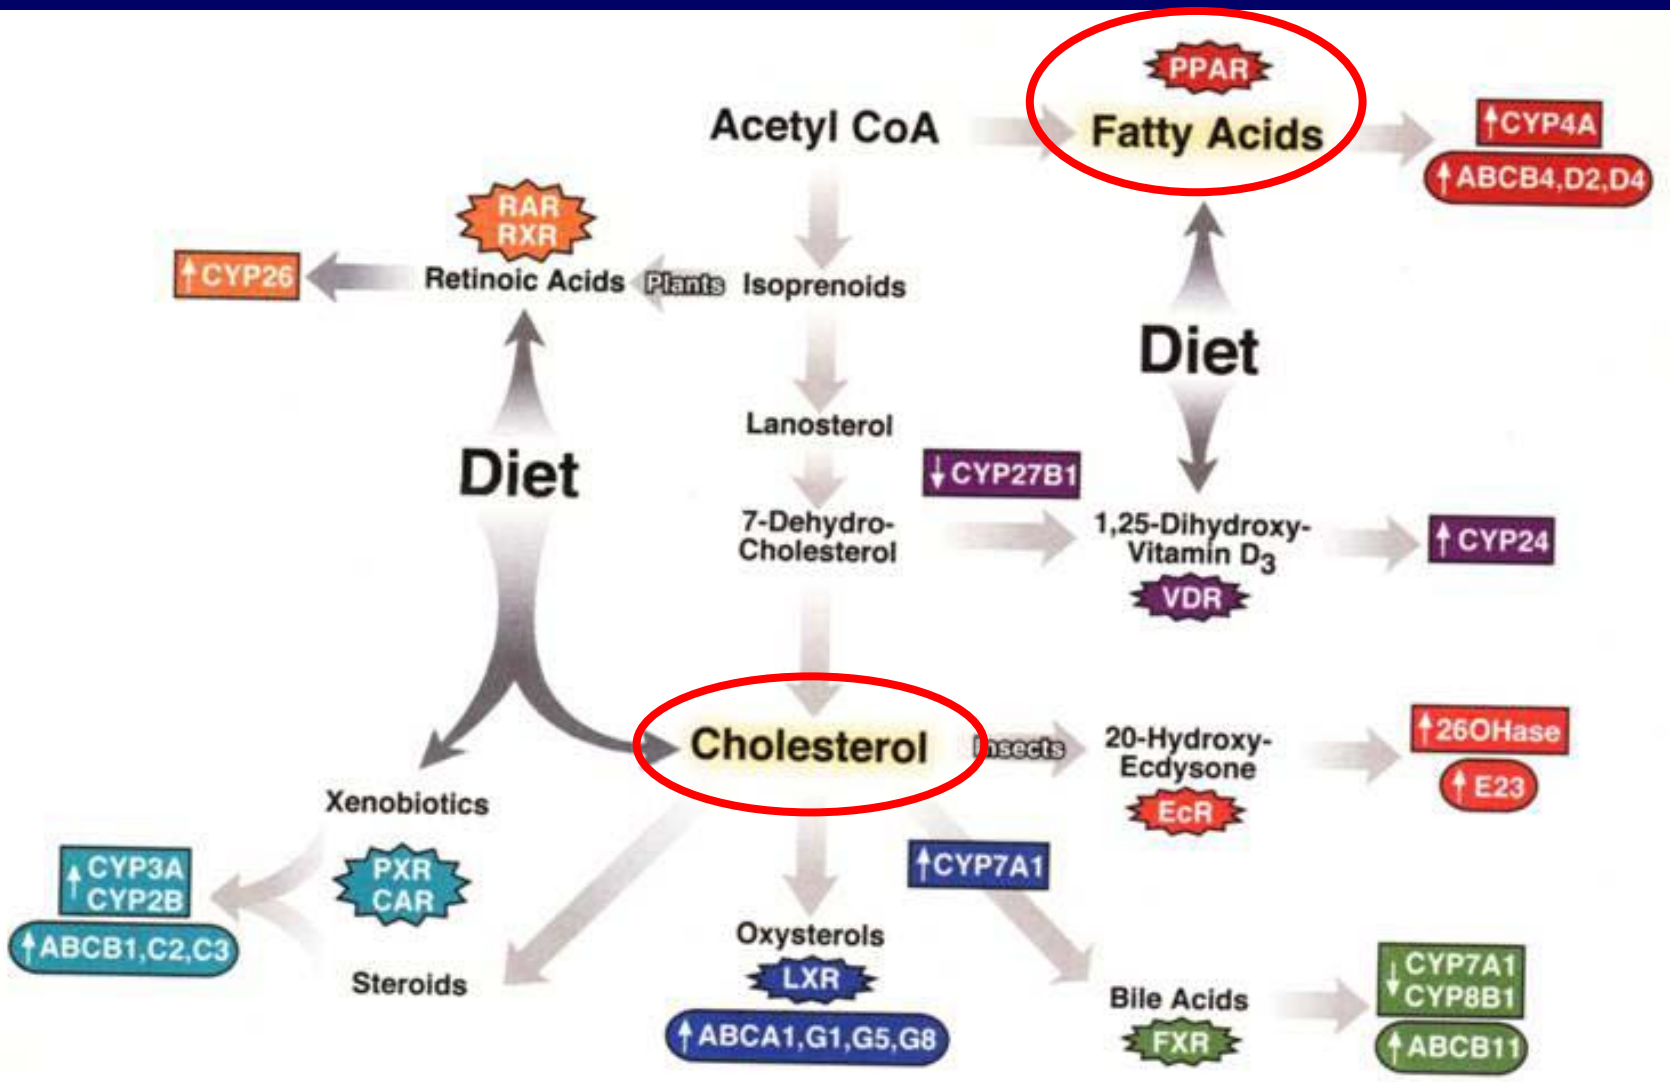 PPAR
Acetyl CoA
Fatty Acids
↑CYP4A
↑ABCB4,D2,D4
RAR
RXR
↑CYP26
Retinoic Acids
Plants
Isoprenoids
Diet
Lanosterol
Diet
↓CYP27B1
7-Dehydro-
Cholesterol
1,25-Dihydroxy-
Vitamin D3
↑CYP24
VDR
Cholesterol
Insects
20-Hydroxy-
Ecdysone
↑26OHase
↑E23
EcR
Xenobiotics
↑CYP3A
CYP2B
PXR
CAR
↑CYP7A1
↑ABCB1,C2,C3
Steroids
Oxysterols
LXR
↑ABCA1,G1,G5,G8
Bile Acids
FXR
↓CYP7A1
CYP8B1
↑ABCB11